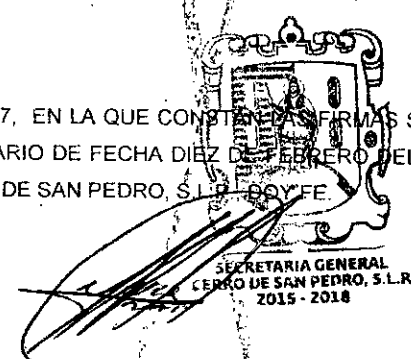 7, EN LA QUE CONSTAN LAS FIRMAS S
ARIO DE FECHA DIEZ DE FEBRERO DEL
DE SAN PEDRO, S.L.P. DOY FE
SECRETARIA GENERAL
CERRO DE SAN PEDRO, S.L.P
2015 - 2018